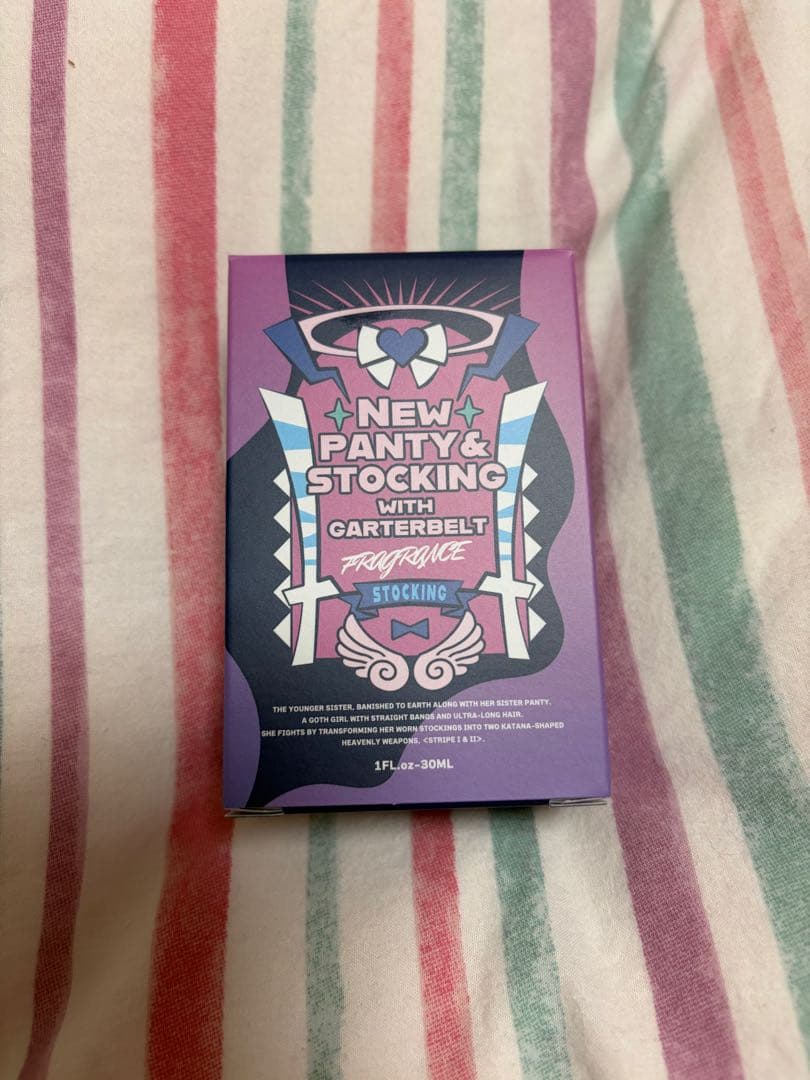 NEW
PANTY &
STOCKING
WITH
GARTERBELT
FRAGRANCE
STOCKING
THE YOUNGER SISTER, BANISHED TO EARTH ALONG WITH HER SISTER PANTY.
A GOTH GIRL WITH STRAIGHT BANGS AND ULTRA-LONG HAIR.
SHE FIGHTS BY TRANSFORMING HER WORN STOCKINGS INTO TWO KATANA-SHAPED
HEAVENLY WEAPONS, <STRIPE I & II>.
1FL.oz-30ML